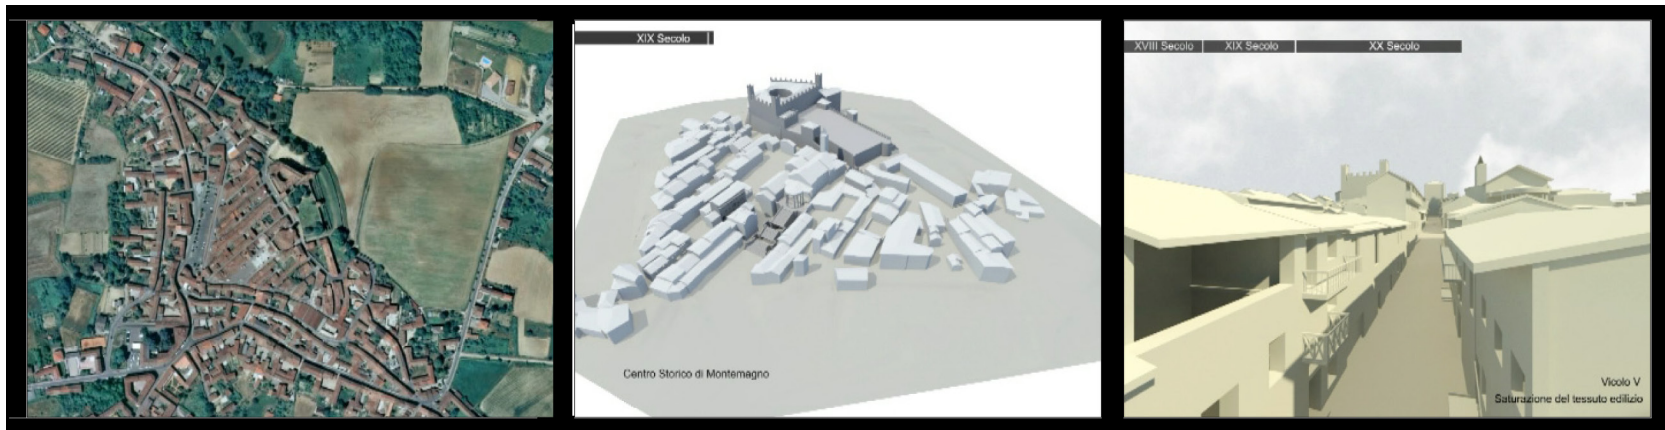 XIX Secolo
Centro Storico di Montemagno
XVIII Secolo XIX Secolo XX Secolo
Vicolo V
Saturazione del tessuto edilizio